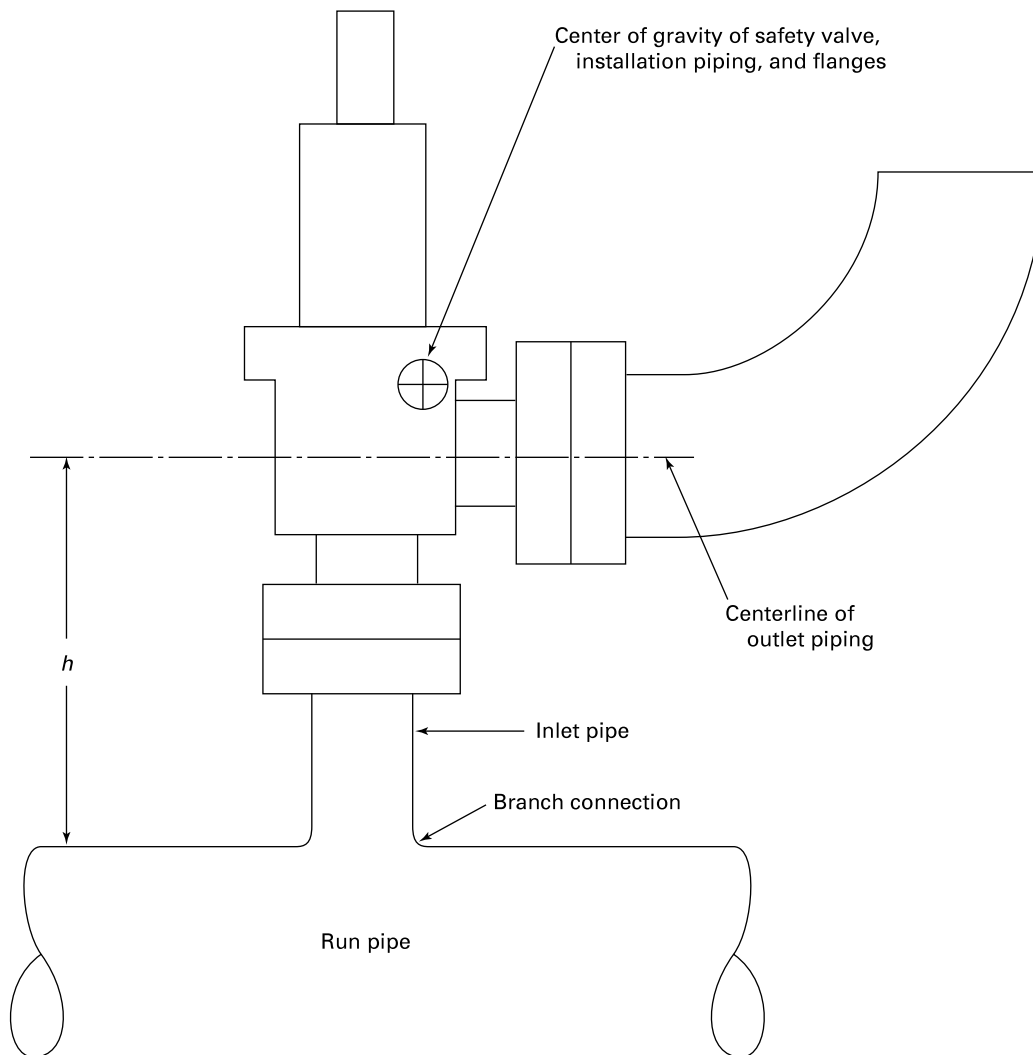 Center of gravity of safety valve,
installation piping, and flanges
Centerline of
outlet piping
h
Inlet pipe
Branch connection
Run pipe